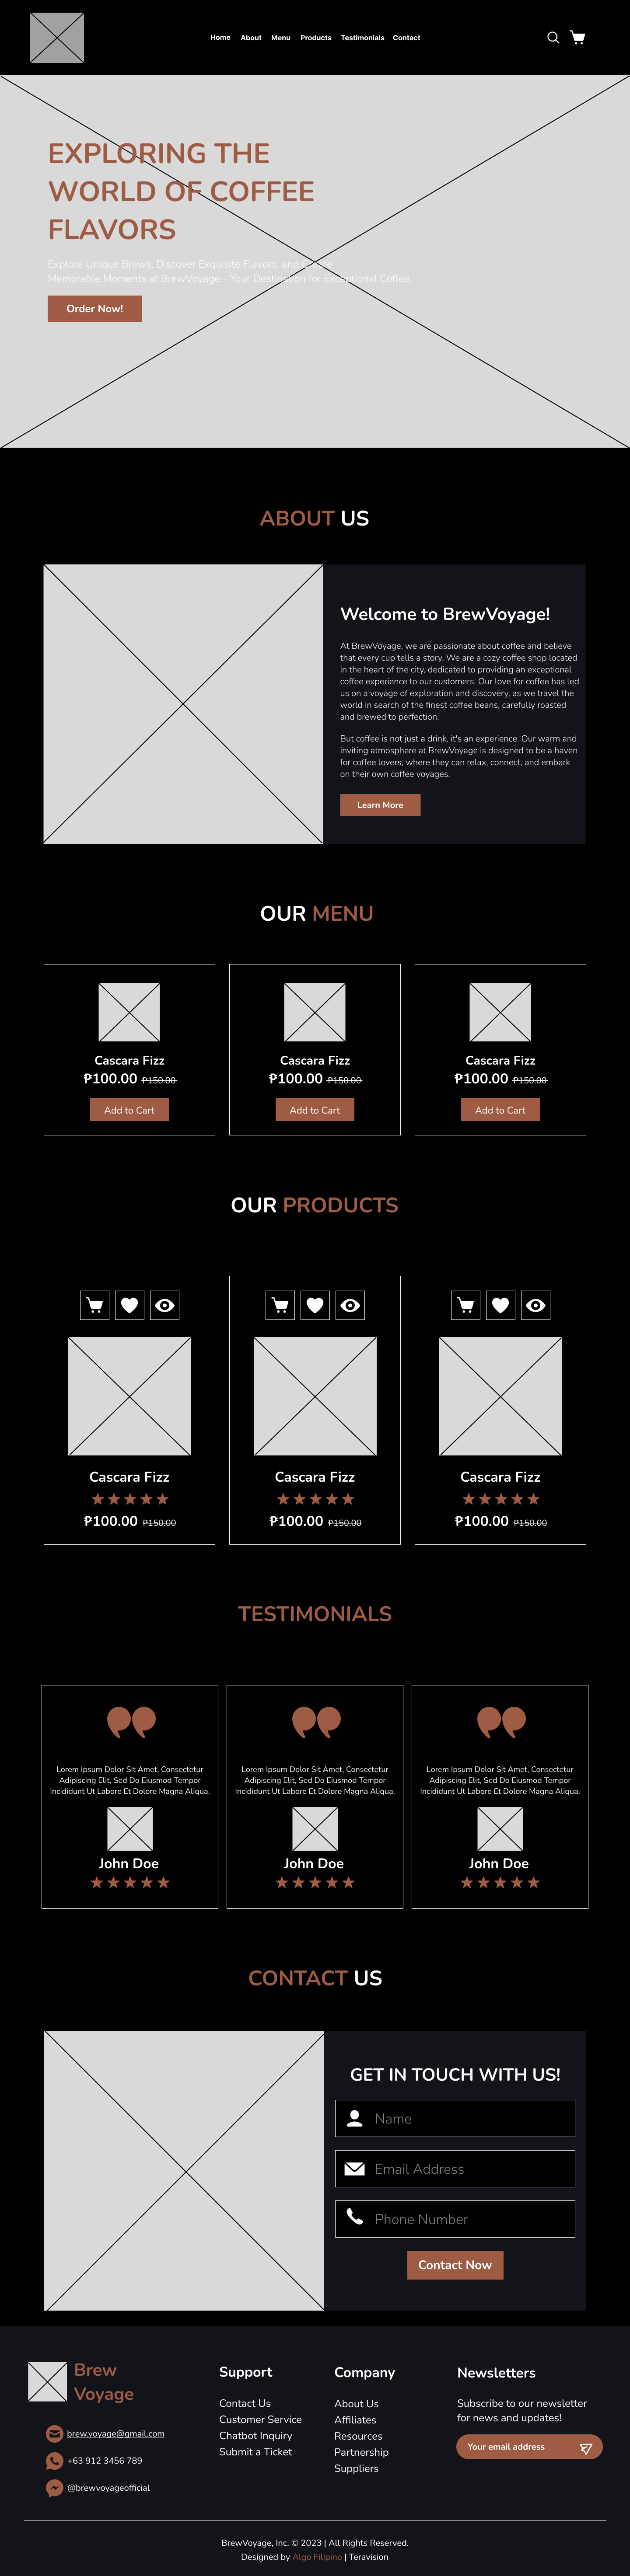 Home About Menu Products Testimonials Contact
EXPLORING THE
WORLD OF COFFEE
FLAVORS
Explore Unique Brews, Discover Exquisite Flavors, and Create
Memorable Moments at BrewVoyage - Your Destination for Exceptional Coffee.
Order Now!
ABOUT US
Welcome to BrewVoyage!
At BrewVoyage, we are passionate about coffee and believe
that every cup tells a story. We are a cozy coffee shop located
in the heart of the city, dedicated to providing an exceptional
coffee experience to our customers. Our love for coffee has led
us on a voyage of exploration and discovery, as we travel the
world in search of the finest coffee beans, carefully roasted
and brewed to perfection.
But coffee is not just a drink, it's an experience. Our warm and
inviting atmosphere at BrewVoyage is designed to be a haven
for coffee lovers, where they can relax, connect, and embark
on their own coffee voyages.
Learn More
OUR MENU
Cascara Fizz
₱100.00 ₱150.00
Add to Cart
Cascara Fizz
₱100.00 ₱150.00
Add to Cart
Cascara Fizz
₱100.00 ₱150.00
Add to Cart
OUR PRODUCTS
Cascara Fizz
₱100.00 ₱150.00
Cascara Fizz
₱100.00 ₱150.00
Cascara Fizz
₱100.00 ₱150.00
TESTIMONIALS
Lorem Ipsum Dolor Sit Amet, Consectetur
Adipiscing Elit, Sed Do Eiusmod Tempor
Incididunt Ut Labore Et Dolore Magna Aliqua.
John Doe
Lorem Ipsum Dolor Sit Amet, Consectetur
Adipiscing Elit, Sed Do Eiusmod Tempor
Incididunt Ut Labore Et Dolore Magna Aliqua.
John Doe
Lorem Ipsum Dolor Sit Amet, Consectetur
Adipiscing Elit, Sed Do Eiusmod Tempor
Incididunt Ut Labore Et Dolore Magna Aliqua.
John Doe
CONTACT US
GET IN TOUCH WITH US!
Name
Email Address
Phone Number
Contact Now
Brew
Voyage
brew.voyage@gmail.com
+63 912 3456 789
@brewvoyageofficial
Support
Contact Us
Customer Service
Chatbot Inquiry
Submit a Ticket
Company
About Us
Affiliates
Resources
Partnership
Suppliers
Newsletters
Subscribe to our newsletter
for news and updates!
Your email address
BrewVoyage, Inc. © 2023 | All Rights Reserved.
Designed by Algo Filipino | Teravision